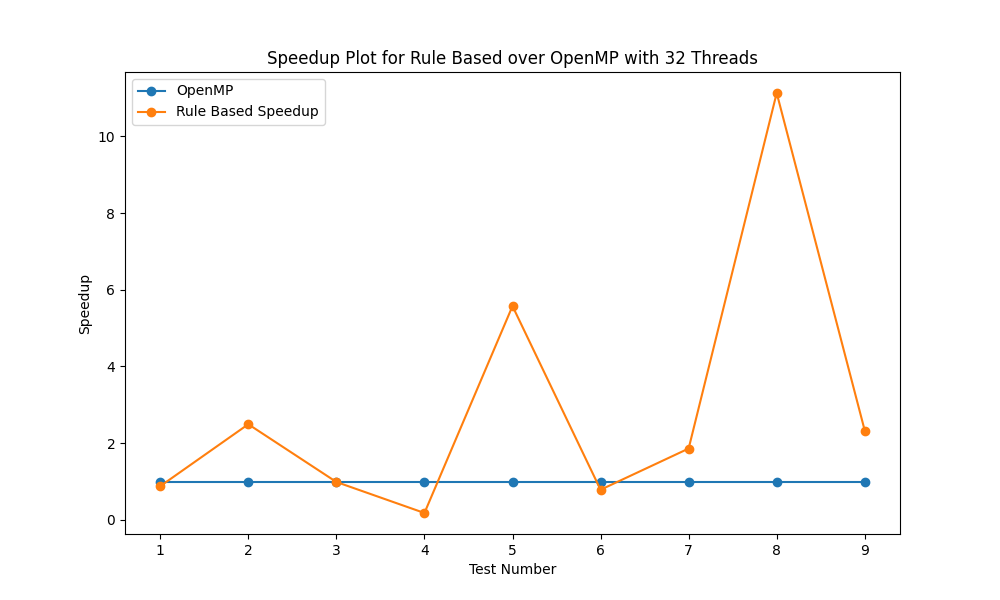 Speedup Plot for Rule Based over OpenMP with 32 Threads
OpenMP
Rule Based Speedup
10
8
6
4
2
0
Speedup
1 2 3 4 5 6 7 8 9
Test Number